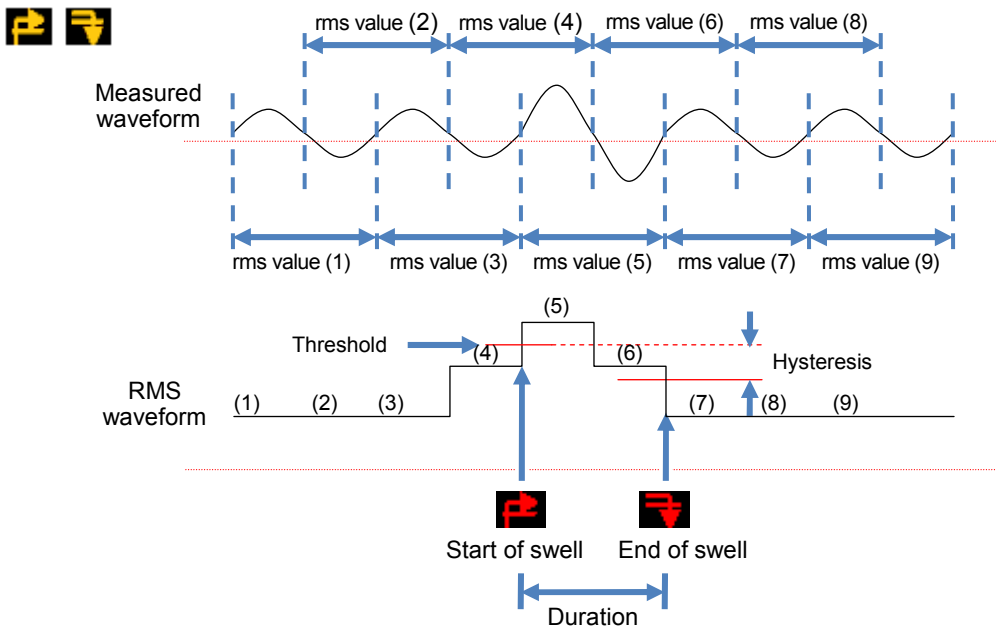 rms value (2)
rms value (4)
rms value (6)
rms value (8)
Measured
waveform
rms value (1)
rms value (3)
rms value (5)
rms value (7)
rms value (9)
(5)
Threshold
(4)
(6)
Hysteresis
RMS
waveform
(1)
(2)
(3)
(7)
(8)
(9)
Start of swell
End of swell
Duration